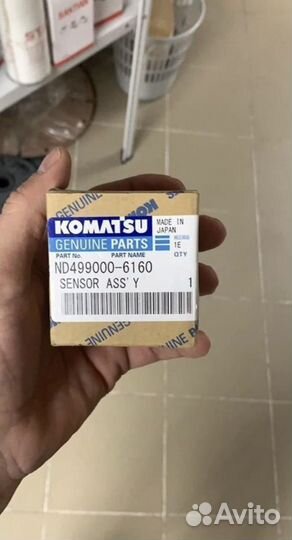 KOMATSU
GENUINE PARTS
MADE IN
JAPAN
1E
PART No.
PART NAME
QTY
ND499000-6160
SENSOR ASS'Y
1
GENUINE
PARTS
Avito